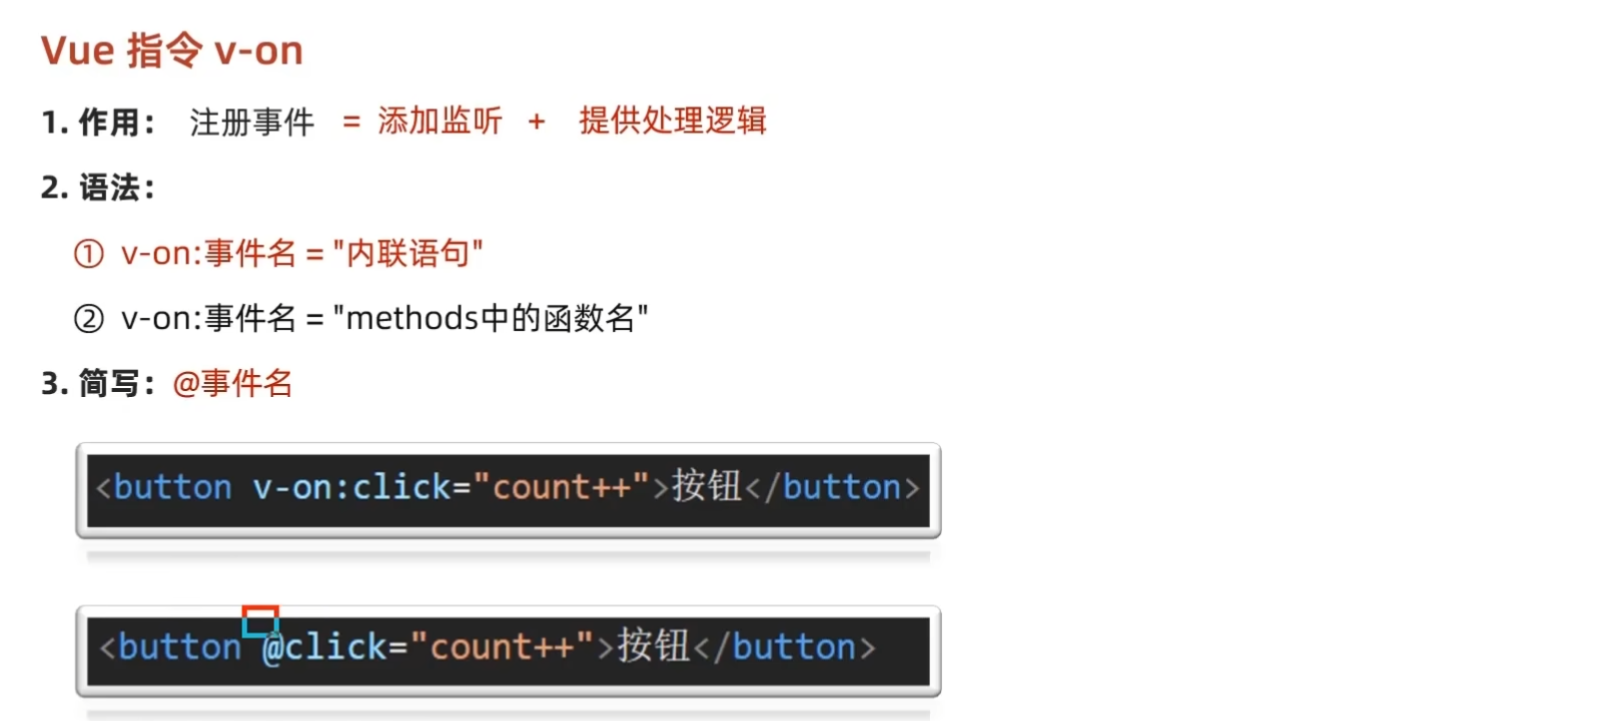 Vue 指令 v-on
1. 作用： 注册事件 = 添加监听 + 提供处理逻辑
2. 语法：
① v-on:事件名 = "内联语句"
② v-on:事件名 = "methods中的函数名"
3. 简写：@事件名
<button v-on:click="count++">按钮</button>
<button @click="count++">按钮</button>